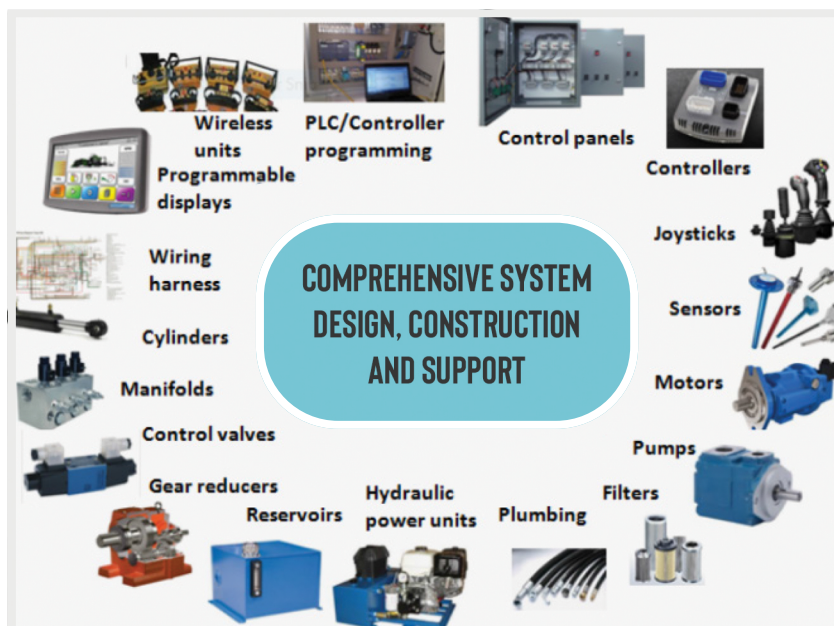 Wireless
units
PLC/Controller
programming
Control panels
Controllers
Programmable
displays
Joysticks
Wiring
harness
Sensors
Cylinders
Motors
Manifolds
Control valves
Pumps
Gear reducers
Filters
Reservoirs
Hydraulic
power units
Plumbing
COMPREHENSIVE SYSTEM
DESIGN, CONSTRUCTION
AND SUPPORT